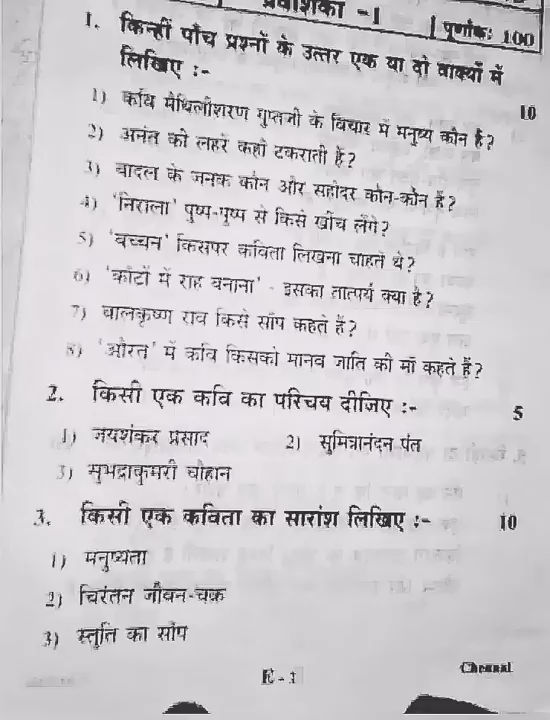 प्रवेशिका -1
पूर्णांक: 100
1. किन्हीं पाँच प्रश्नों के उत्तर एक या दो वाक्यों में
लिखिए :- 10
1) कवि मैथिलीशरण गुप्तजी के विचार में मनुष्य कौन है?
2) अनंत की लहरें कहाँ टकराती हैं?
3) बादल के जनक कौन और सहोदर कौन-कौन हैं?
4) 'निराला' पुष्प-पुष्प से किसे खींच लेंगे?
5) 'बच्चन' किसपर कविता लिखना चाहते थे?
6) 'काँटों में राह बनाना' - इसका तात्पर्य क्या है?
7) बालकृष्ण राव किसे साँप कहते हैं?
8) 'औरत' में कवि किसको मानव जाति की माँ कहते हैं?
2. किसी एक कवि का परिचय दीजिए :- 5
1) जयशंकर प्रसाद 2) सुमित्रानंदन पंत
3) सुभद्राकुमरी चौहान
3. किसी एक कविता का सारांश लिखिए :- 10
1) मनुष्यता
2) चिरंतन जीवन-चक्र
3) स्तुति का साँप
E - 1
Chennai